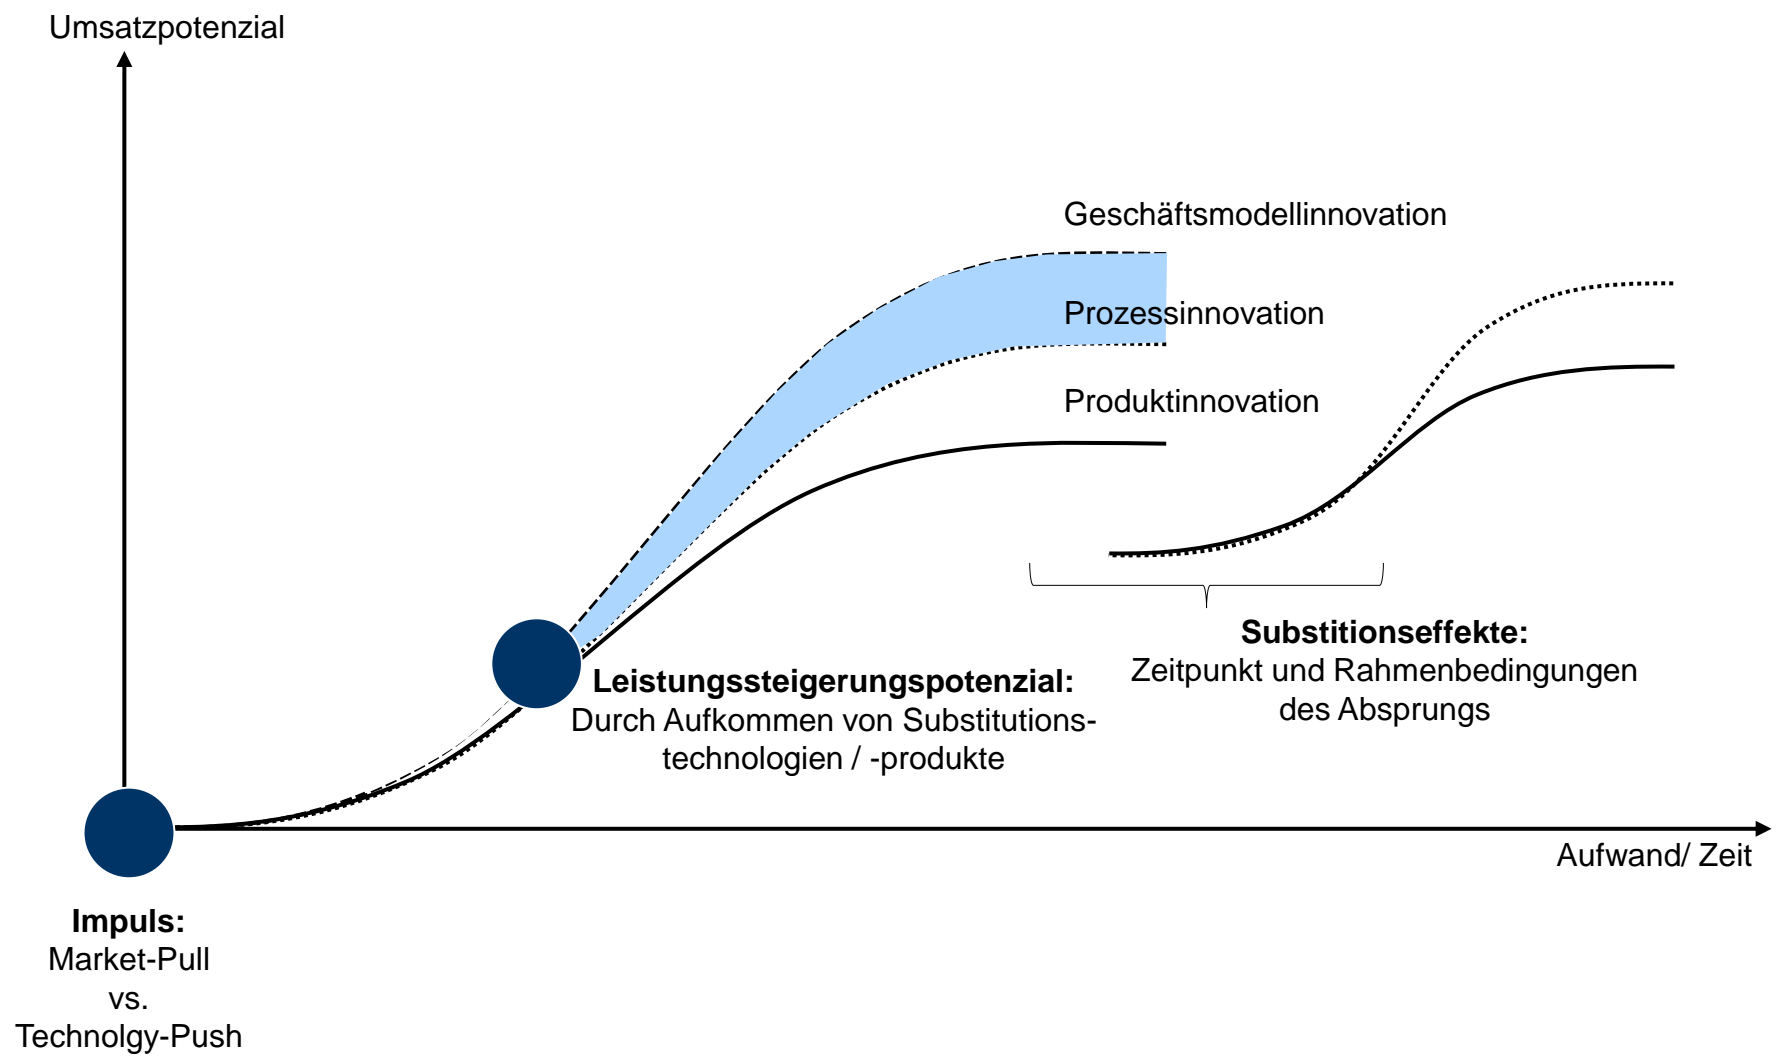 Umsatzpotenzial
Geschäftsmodellinnovation
Prozessinnovation
Produktinnovation
Substitionseffekte:
Zeitpunkt und Rahmenbedingungen
des Absprungs
Leistungssteigerungspotenzial:
Durch Aufkommen von Substitutions-
technologien / -produkte
Aufwand/ Zeit
Impuls:
Market-Pull
vs.
Technolgy-Push